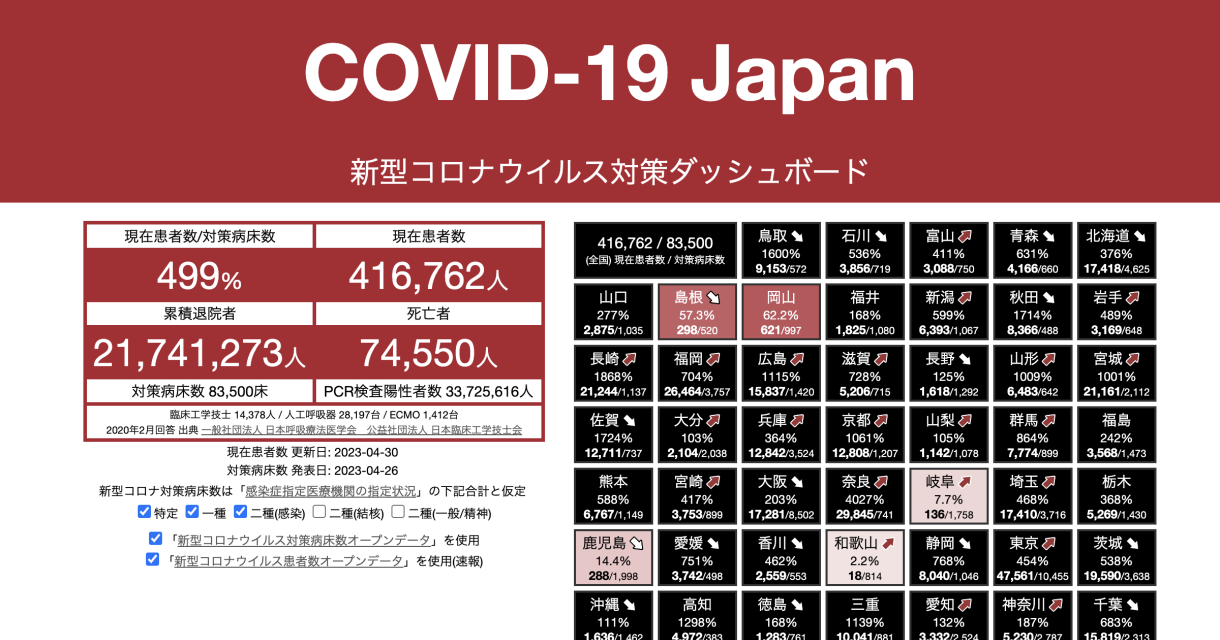 COVID-19 Japan
新型コロナウイルス対策ダッシュボード
現在患者数/対策病床数
現在患者数
499%
416,762人
累積退院者
死亡者
21,741,273人
74,550人
対策病床数 83,500床
PCR検査陽性者数 33,725,616人
臨床工学技士 14,378人 / 人工呼吸器 28,197台 / ECMO 1,412台
2020年2月回答 出典 一般社団法人 日本呼吸療法医学会　公益社団法人 日本臨床工学技士会
現在患者数 更新日: 2023-04-30
対策病床数 発表日: 2023-04-26
新型コロナ対策病床数は「感染症指定医療機関の指定状況」の下記合計と仮定
特定 一種 二種(感染) 二種(結核) 二種(一般/精神)
「新型コロナウイルス対策病床数オープンデータ」を使用
「新型コロナウイルス患者数オープンデータ」を使用(速報)
416,762 / 83,500
(全国) 現在患者数 / 対策病床数
鳥取
1600%
9,153/572
石川
536%
3,856/719
富山
411%
3,088/750
青森
631%
4,166/660
北海道
376%
17,418/4,625
山口
277%
2,875/1,035
島根
57.3%
298/520
岡山
62.2%
621/997
福井
168%
1,825/1,080
新潟
599%
6,393/1,067
秋田
1714%
8,366/488
岩手
489%
3,169/648
長崎
1868%
21,244/1,137
福岡
704%
26,464/3,757
広島
1115%
15,837/1,420
滋賀
728%
5,206/715
長野
125%
1,618/1,292
山形
1009%
6,483/642
宮城
1001%
21,161/2,112
佐賀
1724%
12,711/737
大分
103%
2,104/2,038
兵庫
364%
12,842/3,524
京都
1061%
12,808/1,207
山梨
105%
1,142/1,078
群馬
864%
7,774/899
福島
242%
3,568/1,473
熊本
588%
6,767/1,149
宮崎
417%
3,753/899
大阪
203%
17,281/8,502
奈良
4027%
29,845/741
岐阜
7.7%
136/1,758
埼玉
468%
17,410/3,716
栃木
368%
5,269/1,430
鹿児島
14.4%
288/1,998
愛媛
751%
3,742/498
香川
462%
2,559/553
和歌山
2.2%
18/814
静岡
768%
8,040/1,046
東京
454%
47,561/10,455
茨城
538%
19,590/3,638
沖縄
111%
1,636/1,462
高知
1298%
4,972/383
徳島
168%
1,283/761
三重
1139%
10,041/881
愛知
132%
3,332/2,524
神奈川
187%
5,230/2,787
千葉
683%
15,819/2,313